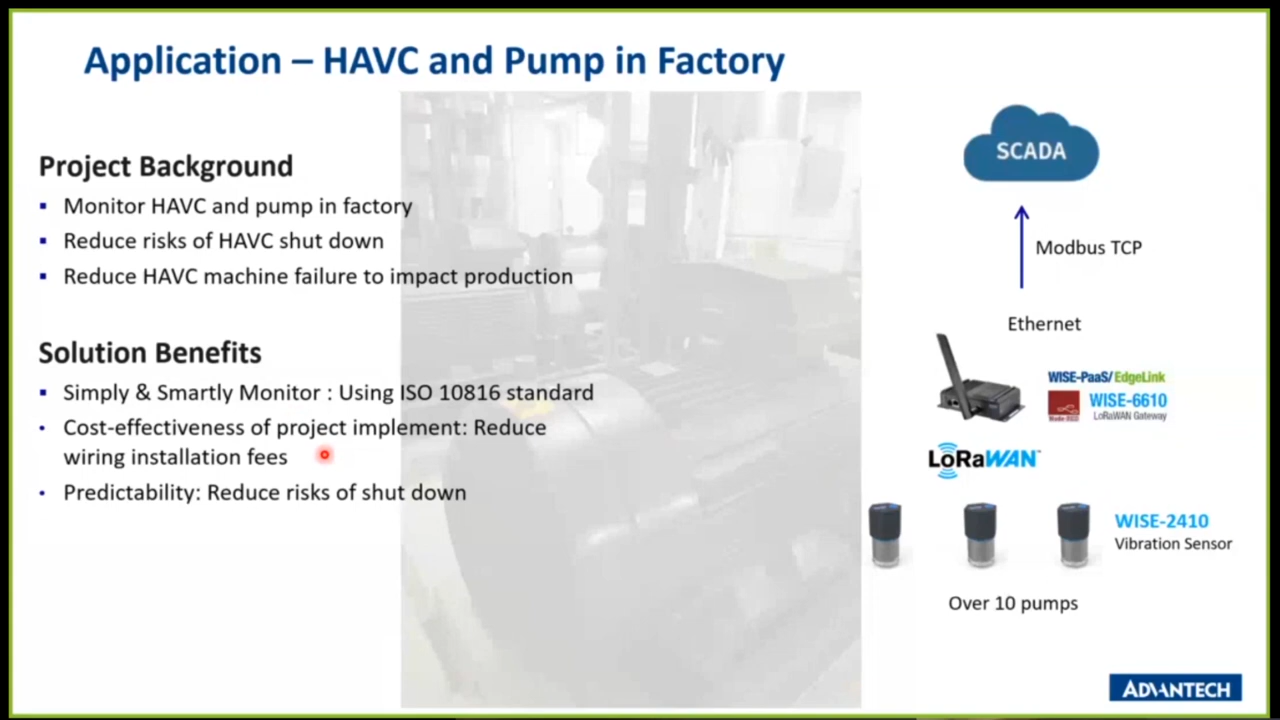 Application – HAVC and Pump in Factory
Project Background
▪ Monitor HAVC and pump in factory
▪ Reduce risks of HAVC shut down
▪ Reduce HAVC machine failure to impact production
Solution Benefits
▪ Simply & Smartly Monitor : Using ISO 10816 standard
• Cost-effectiveness of project implement: Reduce
wiring installation fees
• Predictability: Reduce risks of shut down
SCADA
Modbus TCP
Ethernet
WISE-PaaS/EdgeLink
WISE-6610
LoRaWAN Gateway
LoRaWAN
WISE-2410
Vibration Sensor
Over 10 pumps
ADVANTECH